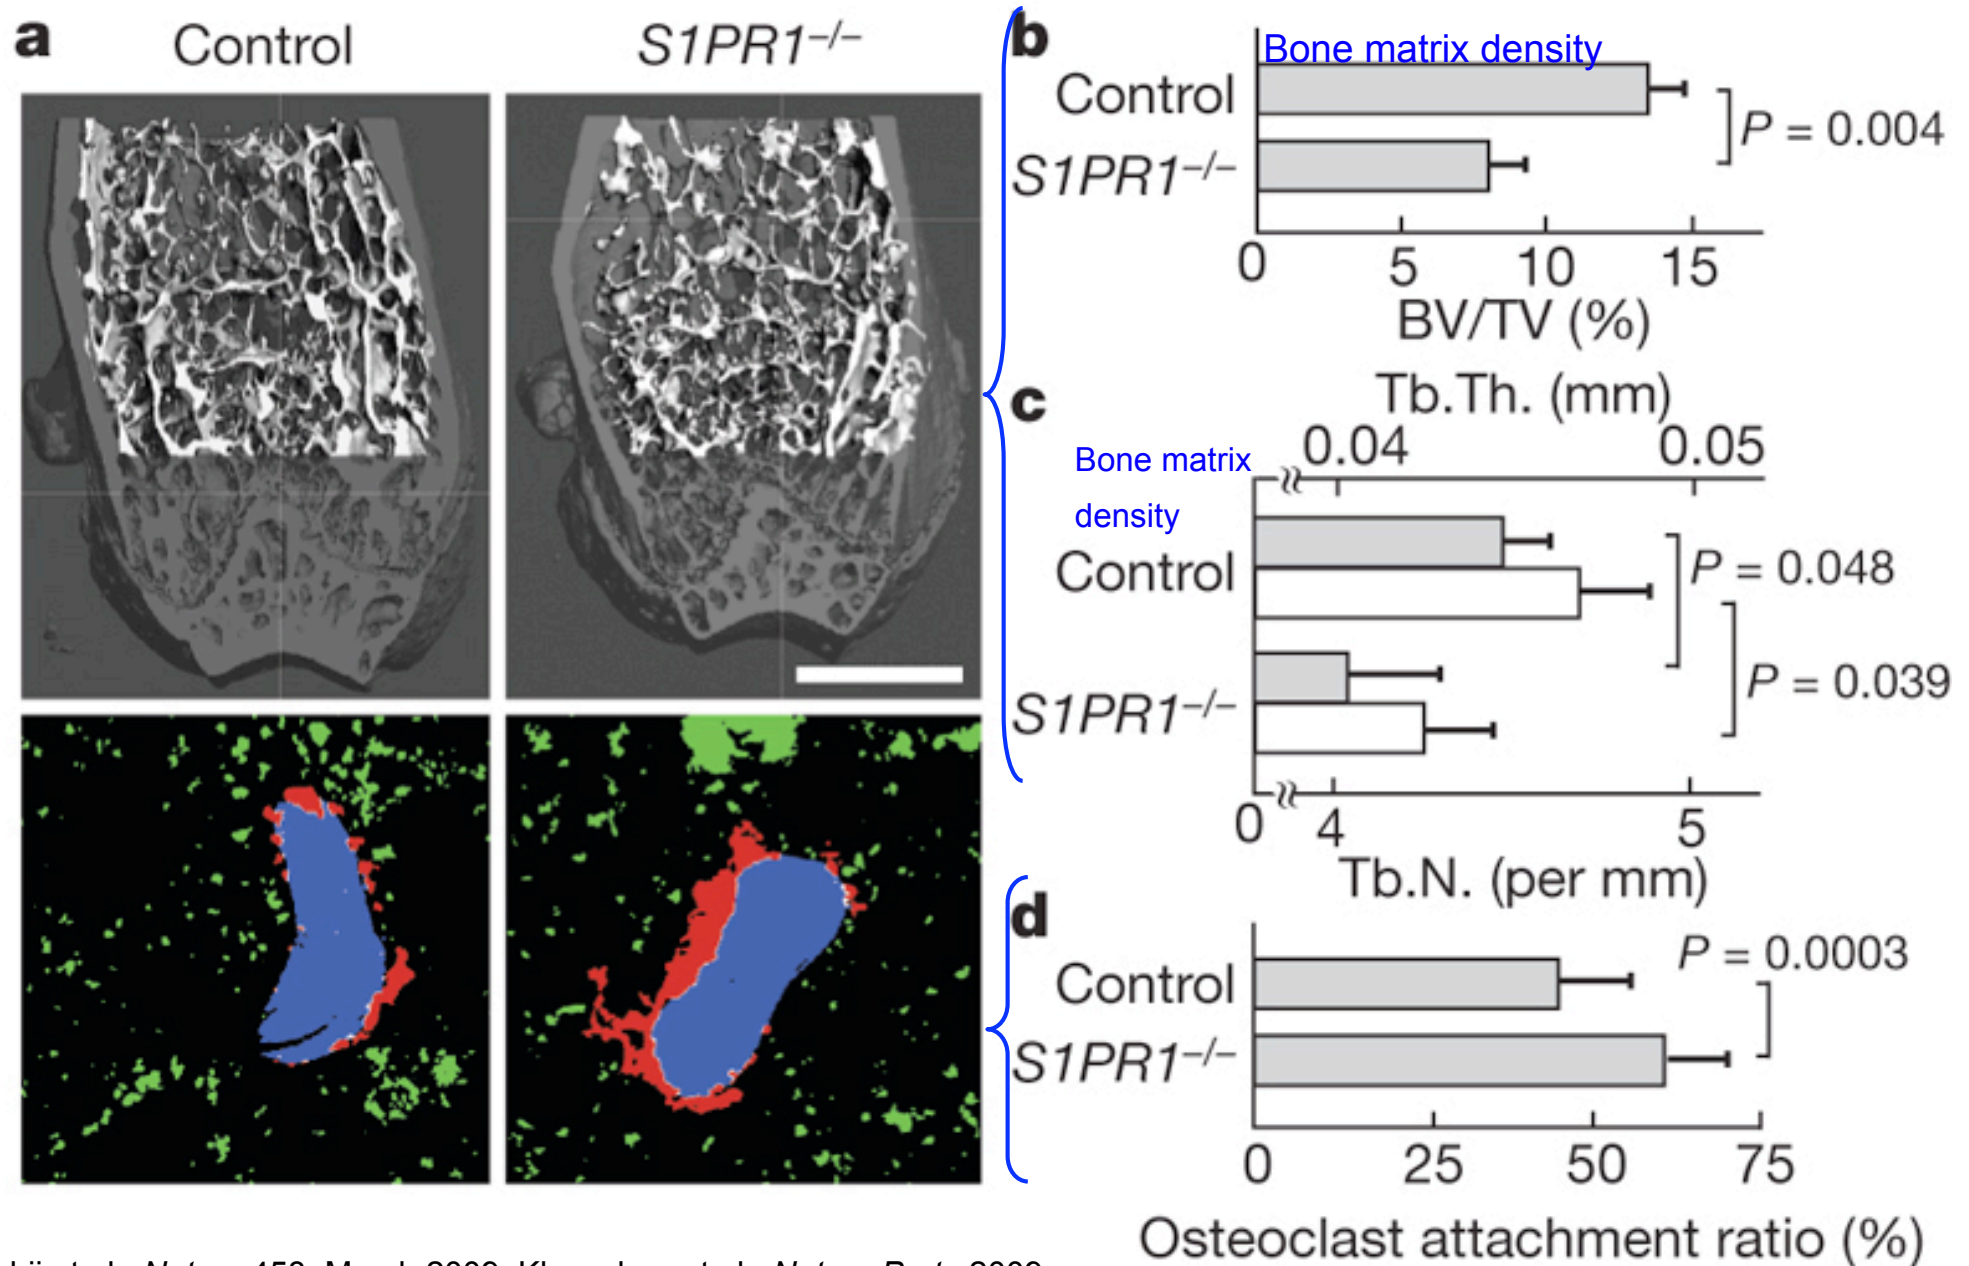 a Control S1PR1–/–
b Bone matrix density
Control
P = 0.004
S1PR1–/–
0 5 10 15
BV/TV (%)
c Tb.Th. (mm)
0.04 0.05
Bone matrix
density
Control
P = 0.048
S1PR1–/–
P = 0.039
0 4 5
Tb.N. (per mm)
d
P = 0.0003
Control
S1PR1–/–
0 25 50 75
Osteoclast attachment ratio (%)